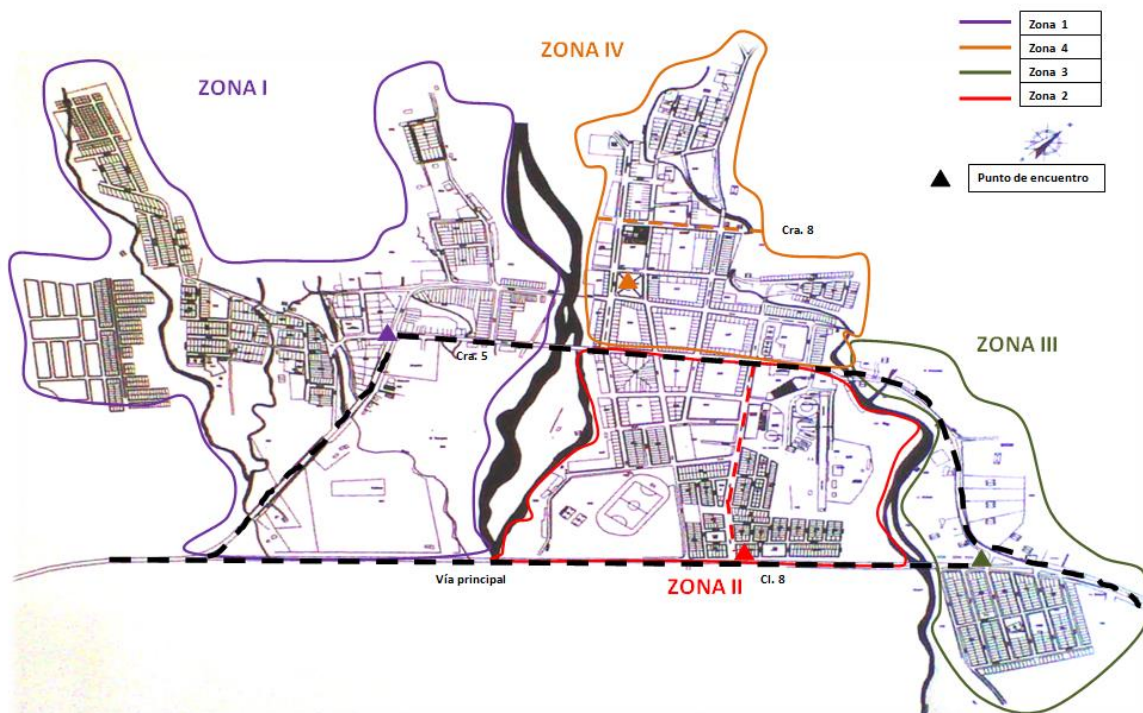 ZONA I
ZONA IV
Zona 1
Zona 4
Zona 3
Zona 2
Punto de encuentro
Cra. 8
ZONA III
Cra. 5
Vía principal
ZONA II
Cl. 8